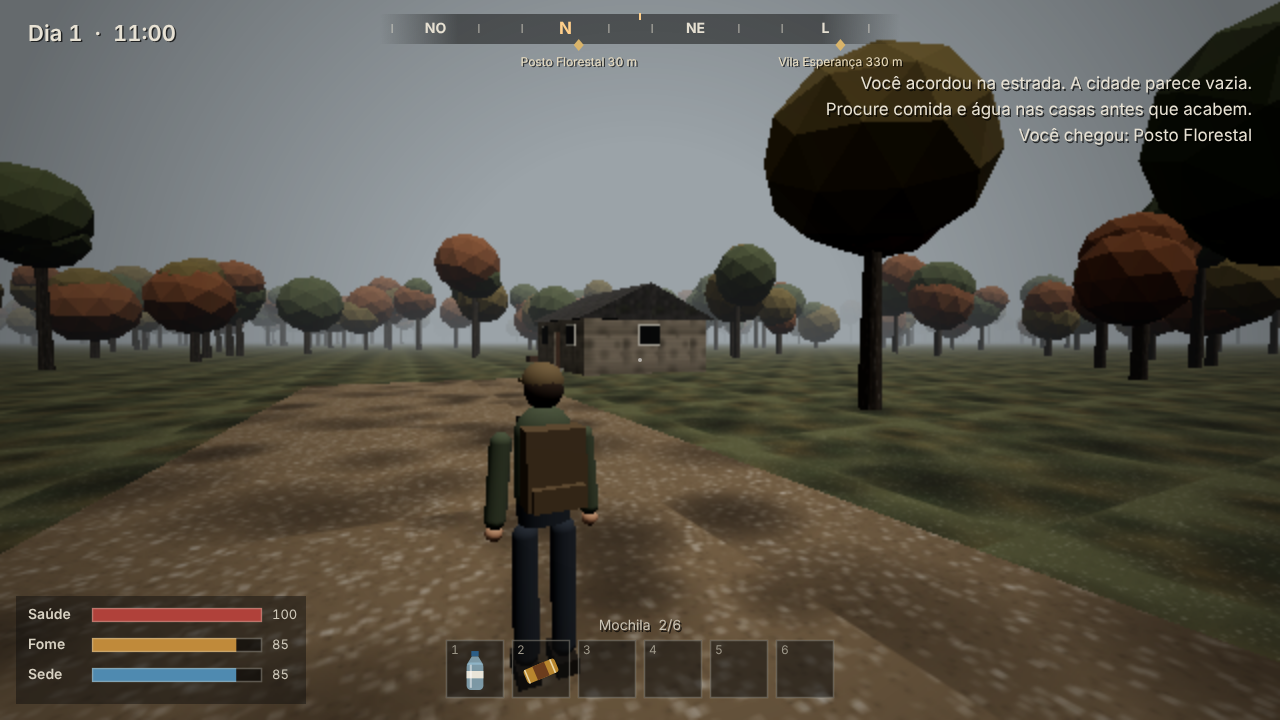 Dia 1 · 11:00
NO N NE L
Posto Florestal 30 m Vila Esperança 330 m
Você acordou na estrada. A cidade parece vazia.
Procure comida e água nas casas antes que acabem.
Você chegou: Posto Florestal
Saúde 100
Fome 85
Sede 85
Mochila 2/6
1 2 3 4 5 6